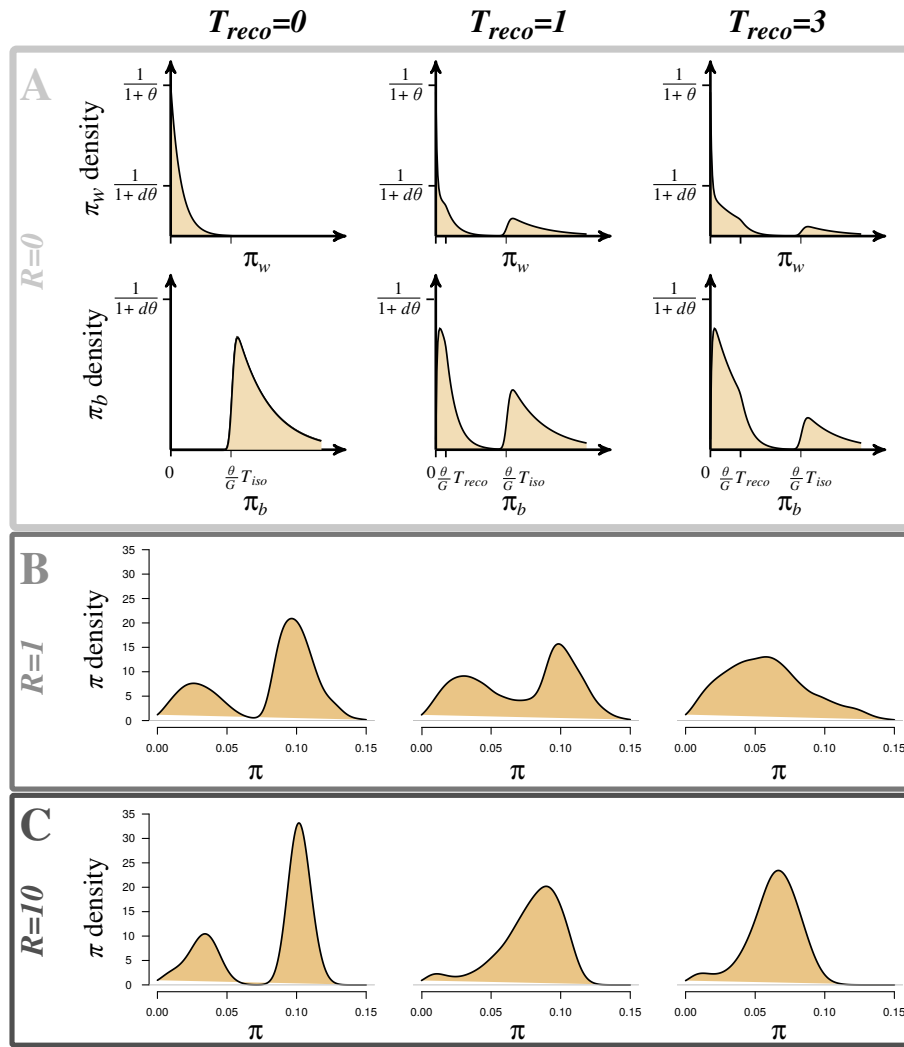 T_reco=0 T_reco=1 T_reco=3
A
R=0
π_w density π_b density
1/(1+θ) 1/(1+dθ) 1/(1+θ) 1/(1+dθ) 1/(1+θ) 1/(1+dθ)
π_w π_w π_w
1/(1+dθ) 1/(1+dθ) 1/(1+dθ)
0 θ/G T_iso 0 θ/G T_reco θ/G T_iso 0 θ/G T_reco θ/G T_iso
π_b π_b π_b
B
R=1
π density
35
30
25
20
15
10
5
0
0.00 0.05 0.10 0.15 0.00 0.05 0.10 0.15 0.00 0.05 0.10 0.15
π π π
C
R=10
π density
35
30
25
20
15
10
5
0
0.00 0.05 0.10 0.15 0.00 0.05 0.10 0.15 0.00 0.05 0.10 0.15
π π π